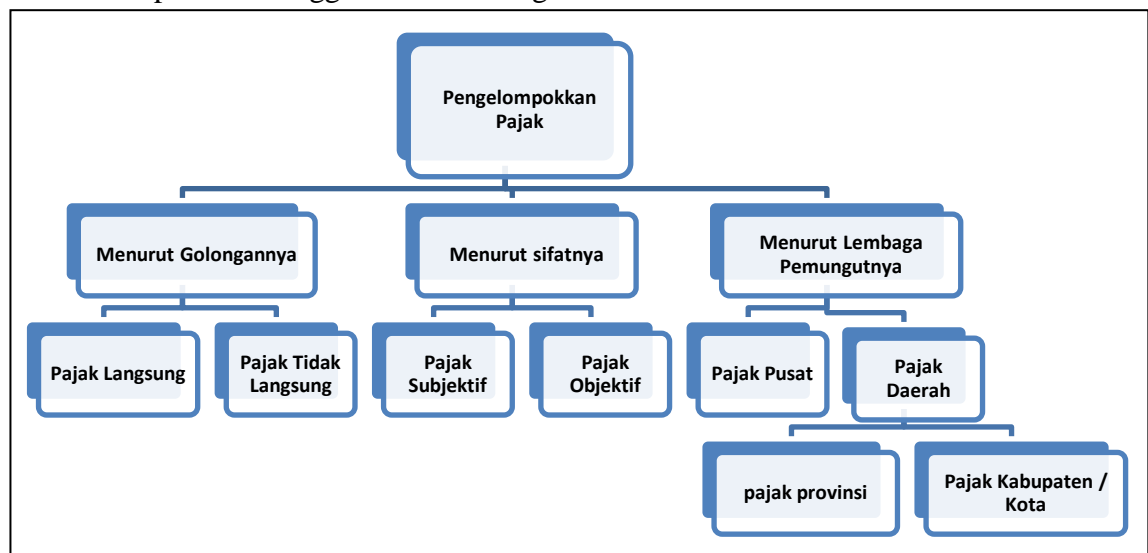 Pengelompokkan
Pajak
Menurut Golongannya
Menurut sifatnya
Menurut Lembaga
Pemungutnya
Pajak Langsung
Pajak Tidak
Langsung
Pajak
Subjektif
Pajak
Objektif
Pajak Pusat
Pajak
Daerah
pajak provinsi
Pajak Kabupaten /
Kota